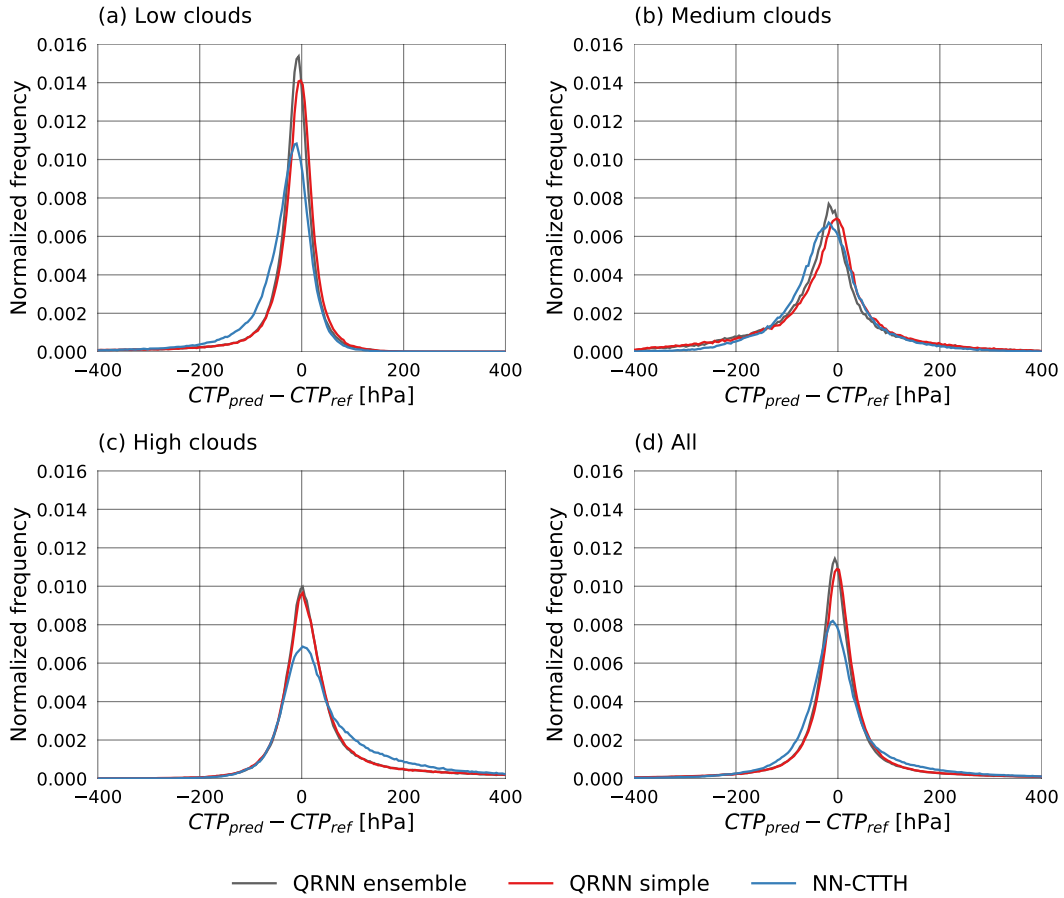 (a) Low clouds
0.016
0.014
0.012
0.010
0.008
0.006
0.004
0.002
0.000
Normalized frequency
−400 −200 0 200 400
CTP_pred − CTP_ref [hPa]
(b) Medium clouds
0.016
0.014
0.012
0.010
0.008
0.006
0.004
0.002
0.000
Normalized frequency
−400 −200 0 200 400
CTP_pred − CTP_ref [hPa]
(c) High clouds
0.016
0.014
0.012
0.010
0.008
0.006
0.004
0.002
0.000
Normalized frequency
−400 −200 0 200 400
CTP_pred − CTP_ref [hPa]
(d) All
0.016
0.014
0.012
0.010
0.008
0.006
0.004
0.002
0.000
Normalized frequency
−400 −200 0 200 400
CTP_pred − CTP_ref [hPa]
QRNN ensemble QRNN simple NN-CTTH